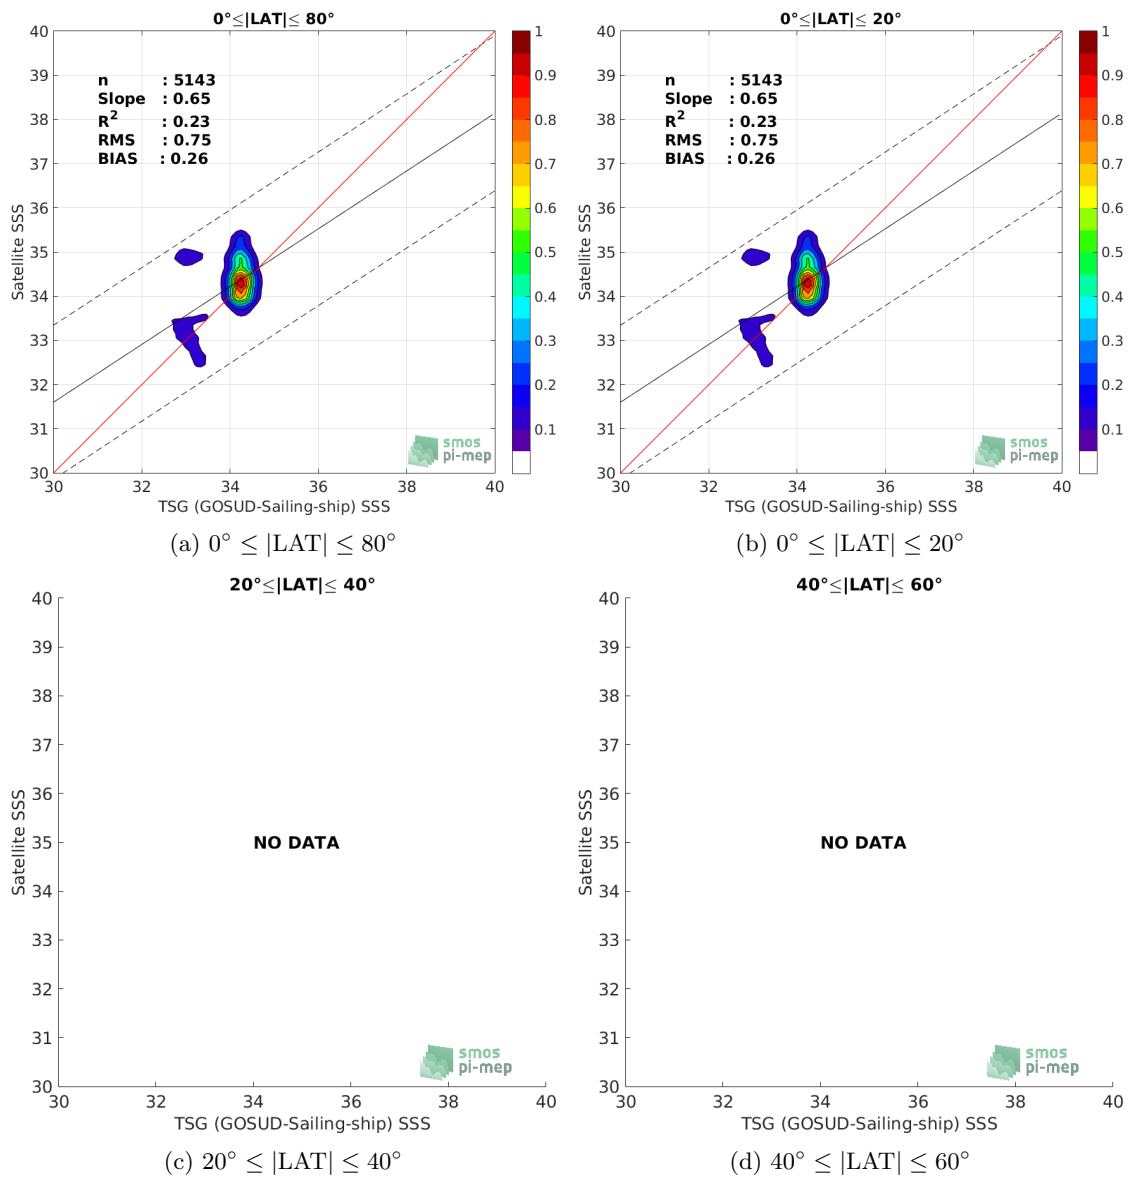 0°≤|LAT|≤ 80°
40
39
38
37
36
35
34
33
32
31
30
Satellite SSS
n : 5143
Slope : 0.65
R2 : 0.23
RMS : 0.75
BIAS : 0.26
smos
pi-mep
30 32 34 36 38 40
TSG (GOSUD-Sailing-ship) SSS
1
0.9
0.8
0.7
0.6
0.5
0.4
0.3
0.2
0.1
(a) 0° ≤ |LAT| ≤ 80°
0°≤|LAT|≤ 20°
40
39
38
37
36
35
34
33
32
31
30
Satellite SSS
n : 5143
Slope : 0.65
R2 : 0.23
RMS : 0.75
BIAS : 0.26
smos
pi-mep
30 32 34 36 38 40
TSG (GOSUD-Sailing-ship) SSS
1
0.9
0.8
0.7
0.6
0.5
0.4
0.3
0.2
0.1
(b) 0° ≤ |LAT| ≤ 20°
20°≤|LAT|≤ 40°
40
39
38
37
36
35
34
33
32
31
30
Satellite SSS
NO DATA
smos
pi-mep
30 32 34 36 38 40
TSG (GOSUD-Sailing-ship) SSS
(c) 20° ≤ |LAT| ≤ 40°
40°≤|LAT|≤ 60°
40
39
38
37
36
35
34
33
32
31
30
Satellite SSS
NO DATA
smos
pi-mep
30 32 34 36 38 40
TSG (GOSUD-Sailing-ship) SSS
(d) 40° ≤ |LAT| ≤ 60°